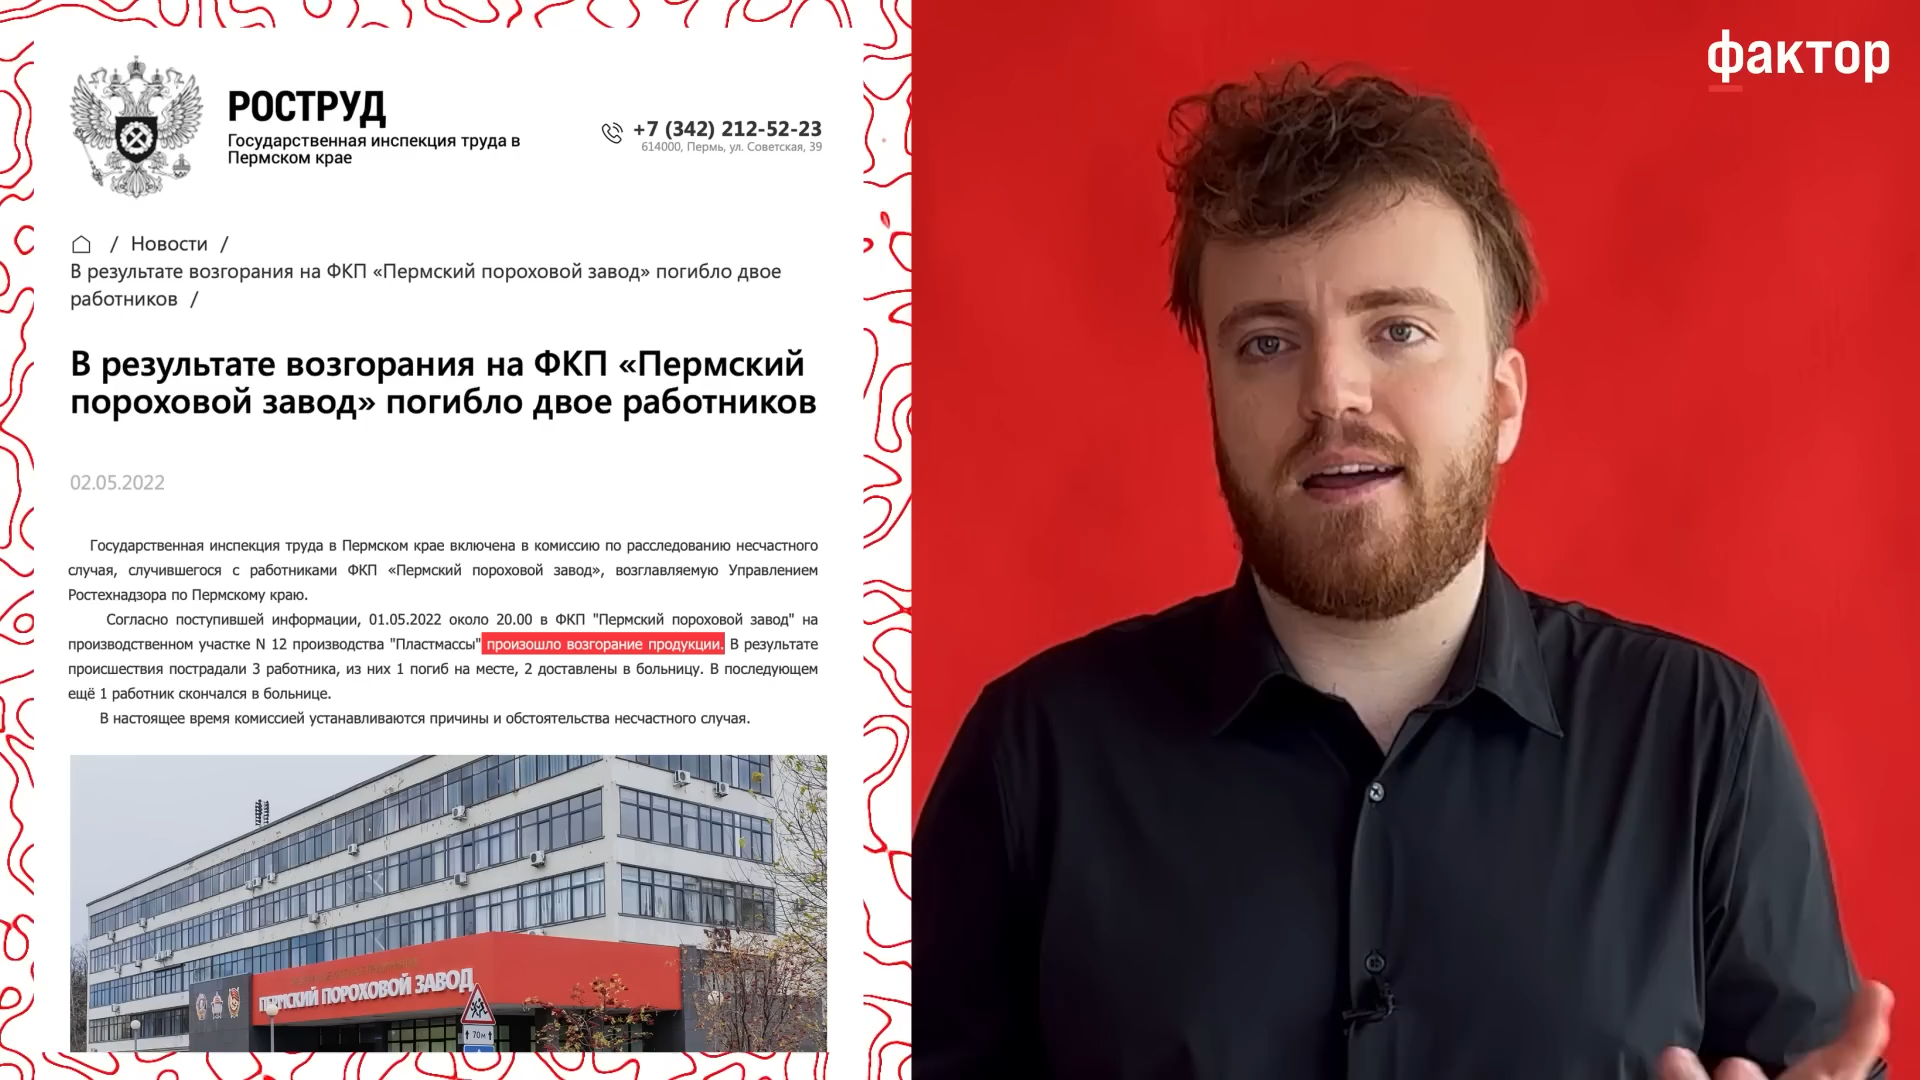 РОСТРУД
Государственная инспекция труда в
Пермском крае
+7 (342) 212-52-23
614000, Пермь, ул. Советская, 39
/ Новости /
В результате возгорания на ФКП «Пермский пороховой завод» погибло двое
работников /
В результате возгорания на ФКП «Пермский
пороховой завод» погибло двое работников
02.05.2022
Государственная инспекция труда в Пермском крае включена в комиссию по расследованию несчастного
случая, случившегося с работниками ФКП «Пермский пороховой завод», возглавляемую Управлением
Ростехнадзора по Пермскому краю.
Согласно поступившей информации, 01.05.2022 около 20.00 в ФКП "Пермский пороховой завод" на
производственном участке N 12 производства "Пластмассы" произошло возгорание продукции. В результате
происшествия пострадали 3 работника, из них 1 погиб на месте, 2 доставлены в больницу. В последующем
ещё 1 работник скончался в больнице.
В настоящее время комиссией устанавливаются причины и обстоятельства несчастного случая.
ПЕРМСКИЙ ПОРОХОВОЙ ЗАВОД
70м
фактор